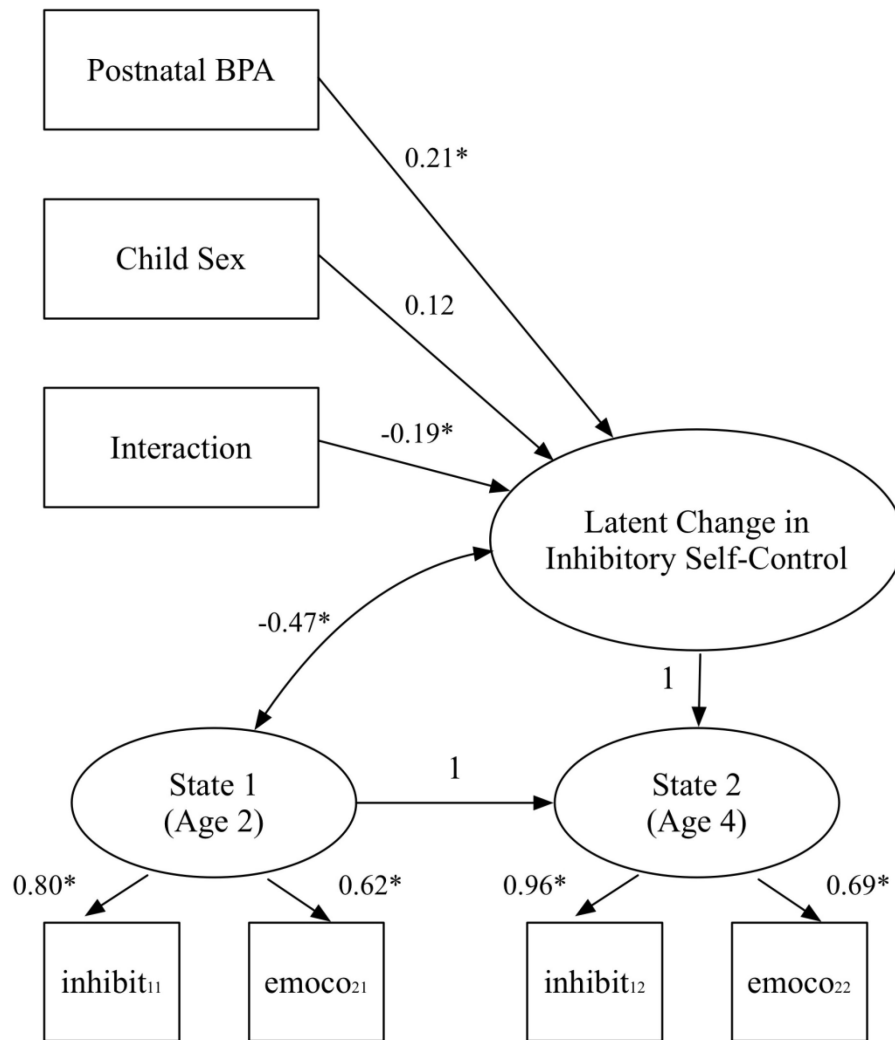 Postnatal BPA
0.21*
Child Sex
0.12
Interaction
-0.19*
Latent Change in
Inhibitory Self-Control
-0.47*
1
State 1
(Age 2)
1
State 2
(Age 4)
0.80*
0.62*
0.96*
0.69*
inhibit₁₁
emoco₂₁
inhibit₁₂
emoco₂₂